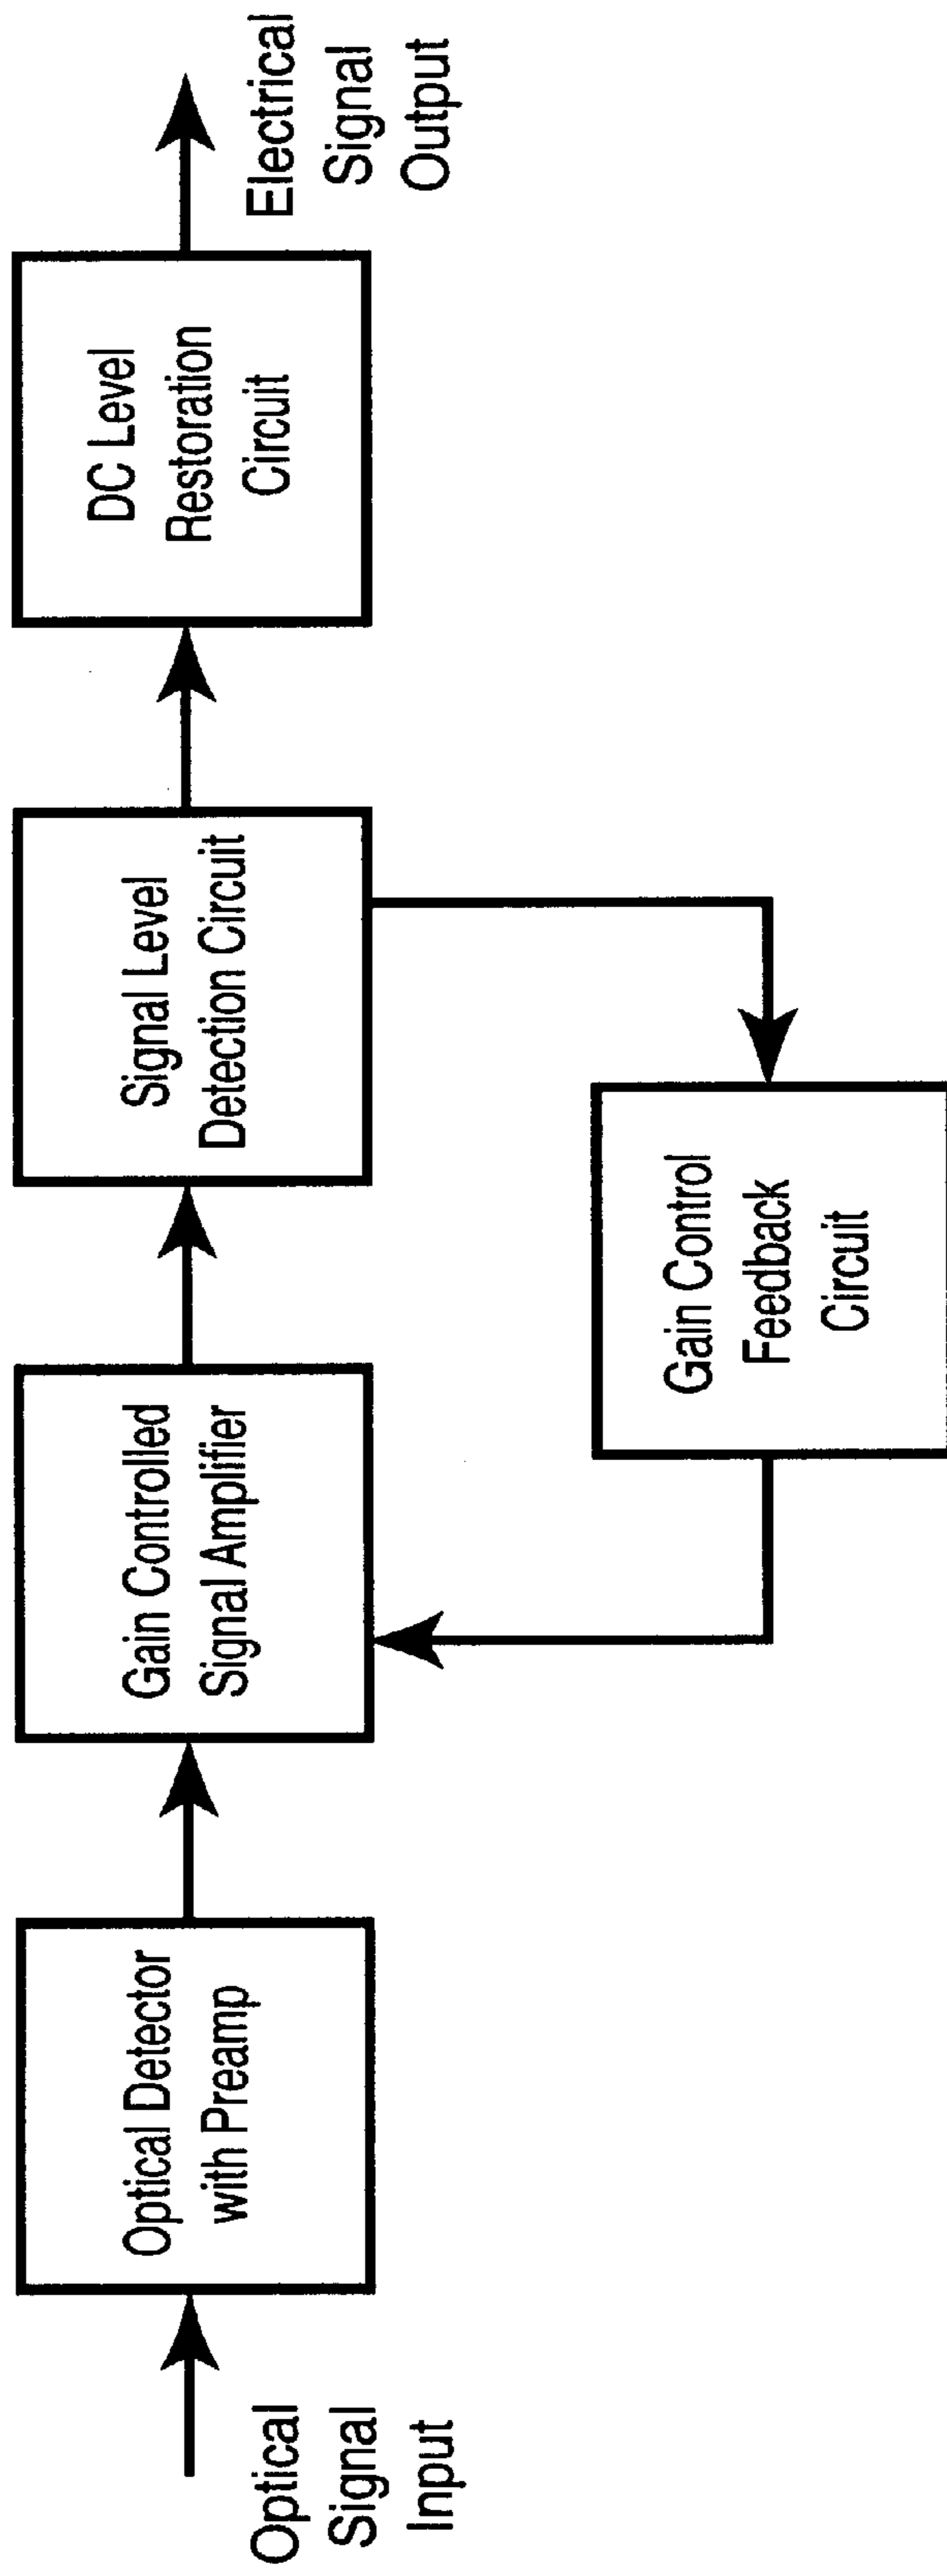 Optical
Signal
Input
Optical Detector
with Preamp
Gain Controlled
Signal Amplifier
Signal Level
Detection Circuit
DC Level
Restoration
Circuit
Electrical
Signal
Output
Gain Control
Feedback
Circuit